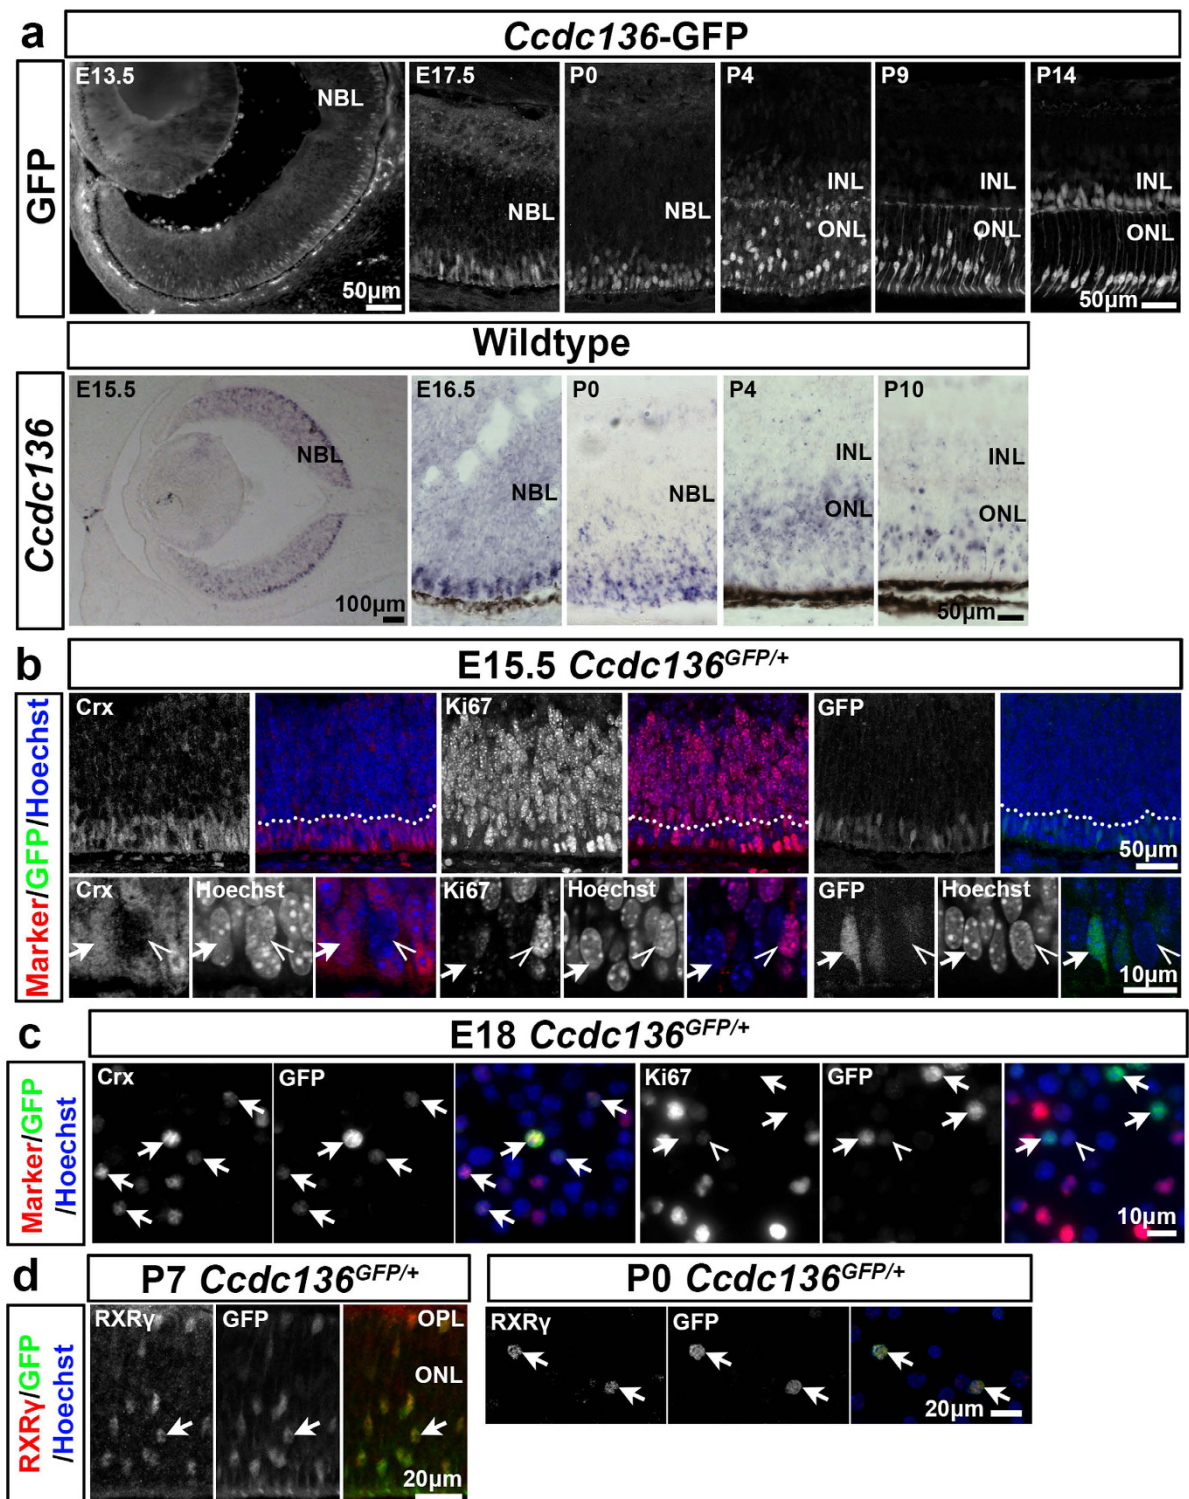 a
Ccdc136-GFP
GFP
E13.5
NBL
50µm
E17.5
NBL
P0
NBL
P4
INL
ONL
P9
INL
ONL
P14
INL
ONL
50µm
Wildtype
Ccdc136
E15.5
NBL
100µm
E16.5
NBL
P0
NBL
P4
INL
ONL
P10
INL
ONL
50µm
b
E15.5 Ccdc136GFP/+
Marker/GFP/Hoechst
Crx
Ki67
GFP
50µm
Crx
Hoechst
Ki67
Hoechst
GFP
Hoechst
10µm
c
E18 Ccdc136GFP/+
Marker/GFP
/Hoechst
Crx
GFP
Ki67
GFP
10µm
d
P7 Ccdc136GFP/+
RXRγ/GFP
/Hoechst
RXRγ
GFP
OPL
ONL
20µm
P0 Ccdc136GFP/+
RXRγ
GFP
20µm